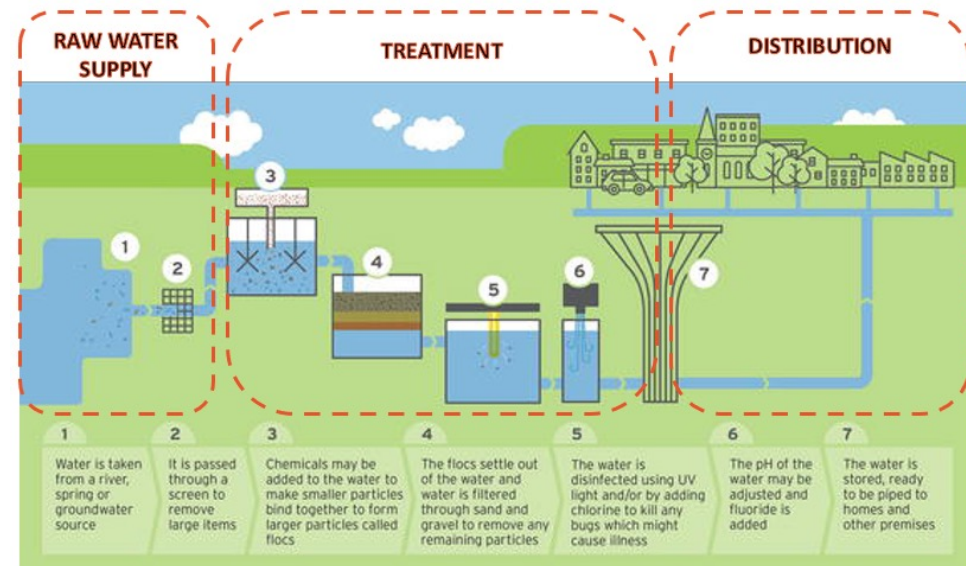 RAW WATER
SUPPLY
TREATMENT
DISTRIBUTION
1
2
3
4
5
6
7
1
Water is taken
from a river,
spring or
groundwater
source
2
It is passed
through a
screen to
remove
large items
3
Chemicals may be
added to the water to
make smaller particles
bind together to form
larger particles called
flocs
4
The flocs settle out
of the water and
water is filtered
through sand and
gravel to remove any
remaining particles
5
The water is
disinfected using UV
light and/or by adding
chlorine to kill any
bugs which might
cause illness
6
The pH of the
water may be
adjusted and
fluoride is
added
7
The water is
stored, ready
to be piped to
homes and
other premises